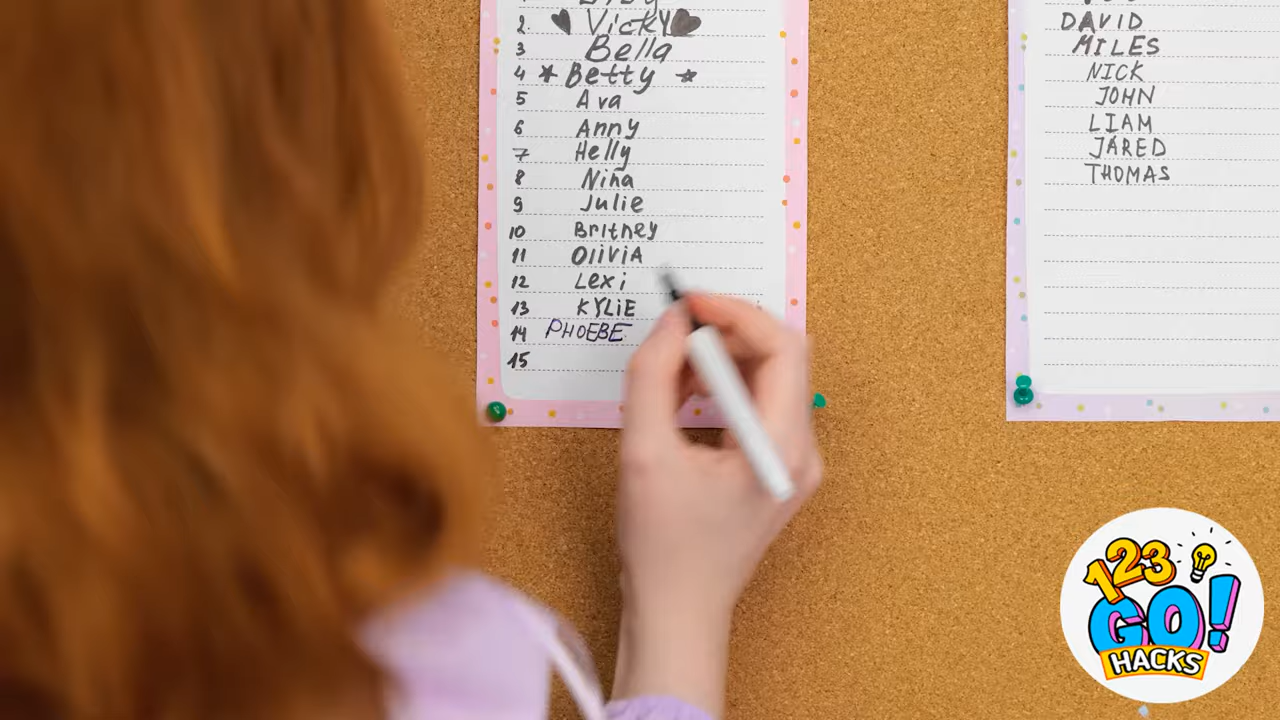 2. Vicky
3 Bella
4 Betty
5 Ava
6 Anny
7 Helly
8 Nina
9 Julie
10 Britney
11 OliviA
12 Lexi
13 KYLiE
14 PHOEBE
15
DAVID
MILES
NICK
JOHN
LIAM
JARED
THOMAS
123
GO!
HACKS